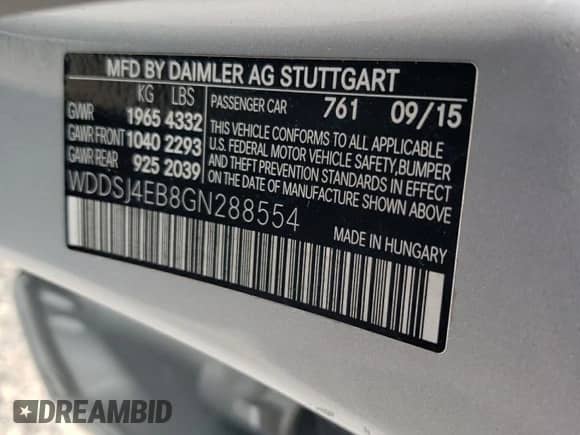 MFD BY DAIMLER AG STUTTGART
KG LBS
GVWR 1965 4332
GAWR FRONT 1040 2293
GAWR REAR 925 2039
PASSENGER CAR 761 09/15
THIS VEHICLE CONFORMS TO ALL APPLICABLE
U.S. FEDERAL MOTOR VEHICLE SAFETY, BUMPER
AND THEFT PREVENTION STANDARDS IN EFFECT
ON THE DATE OF MANUFACTURE SHOWN ABOVE
WDDSJ4EB8GN288554
MADE IN HUNGARY
DREAMBID